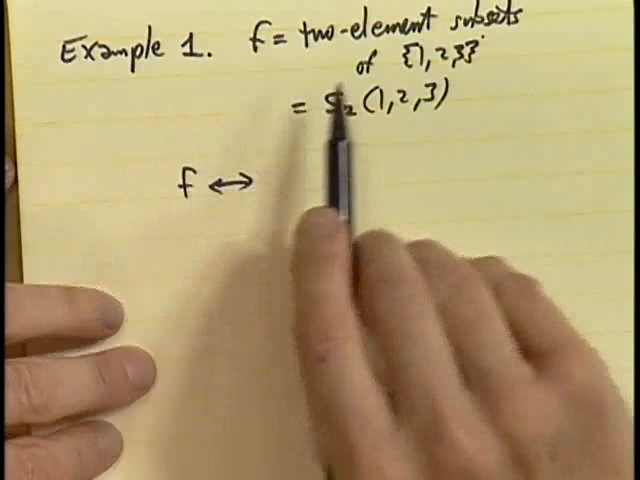 Example 1. f = two-element subsets
of {1,2,3}.
= S₂(1,2,3)
f ↔